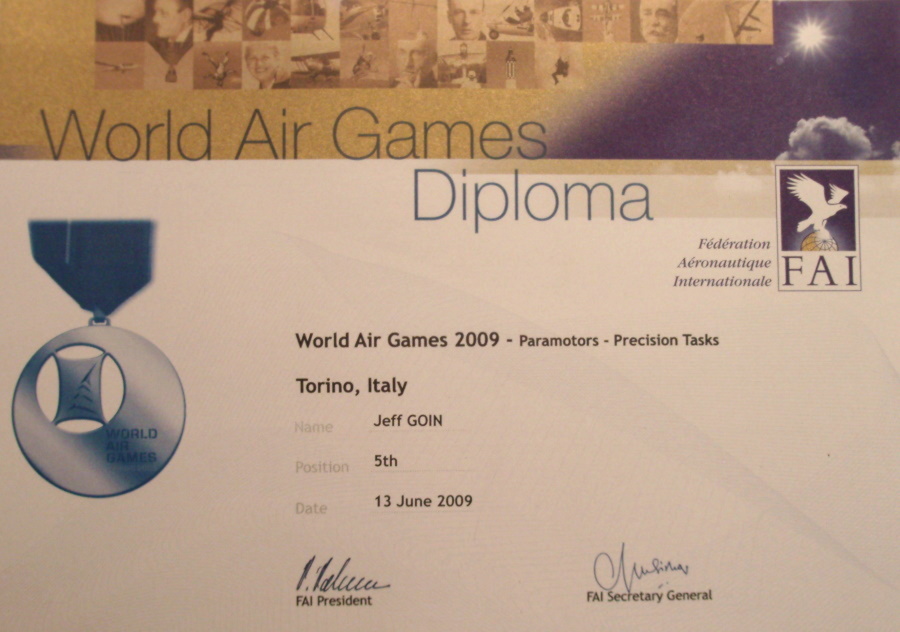 World Air Games
Diploma
Fédération
Aéronautique
Internationale
FAI
World Air Games 2009 - Paramotors - Precision Tasks
Torino, Italy
Name Jeff GOIN
Position 5th
Date 13 June 2009
WORLD
AIR
GAMES
FAI President
FAI Secretary General